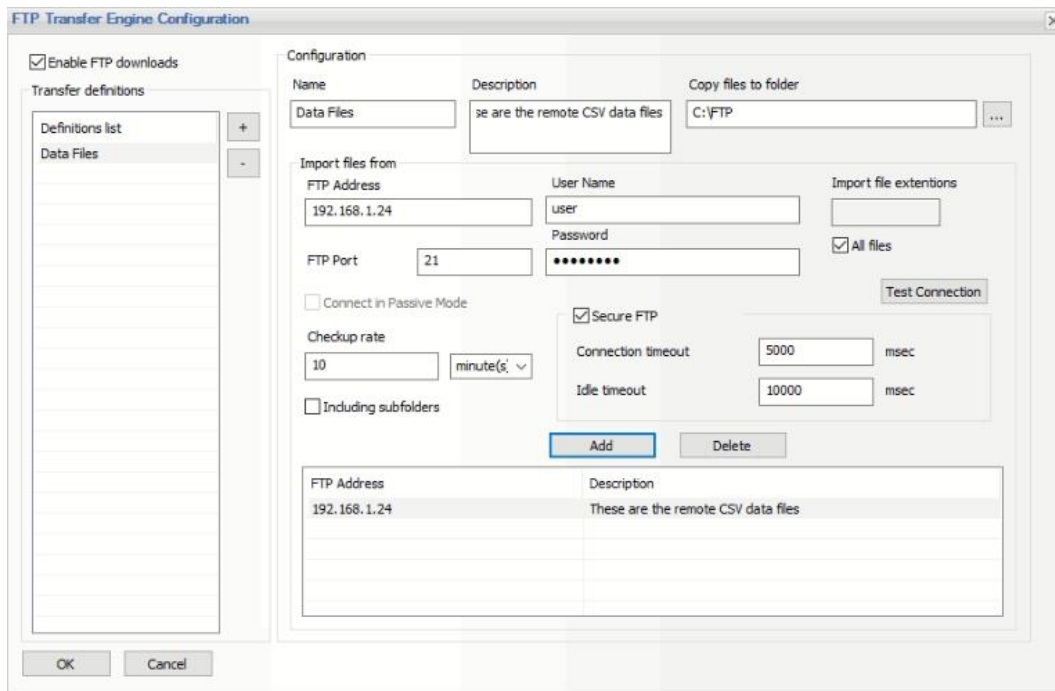 FTP Transfer Engine Configuration
Enable FTP downloads
Transfer definitions
Definitions list
Data Files
+
-
Configuration
Name
Description
Copy files to folder
Data Files
se are the remote CSV data files
C:\FTP
...
Import files from
FTP Address
User Name
Import file extentions
192.168.1.24
user
Password
All files
FTP Port
21
••••••••
Test Connection
Connect in Passive Mode
Secure FTP
Checkup rate
Connection timeout
5000
msec
10
minute(s)
Idle timeout
10000
msec
Including subfolders
Add
Delete
FTP Address
Description
192.168.1.24
These are the remote CSV data files
OK
Cancel